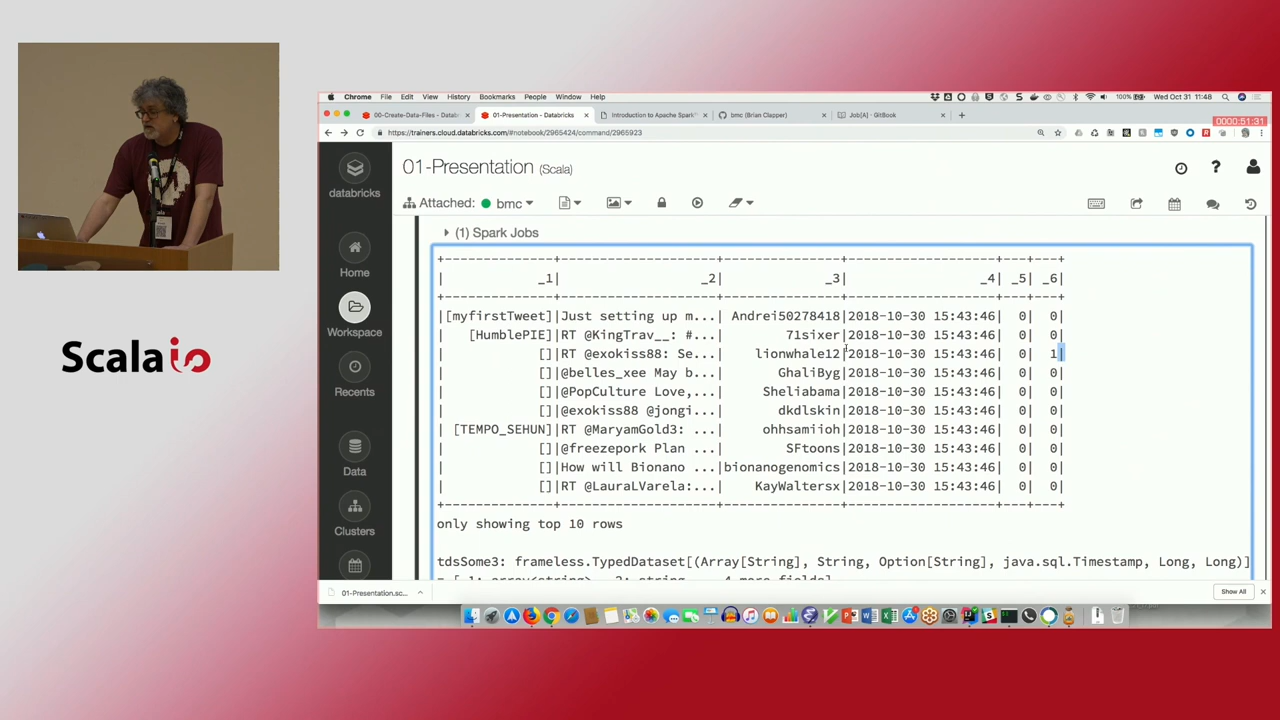 Chrome File Edit View History Bookmarks People Window Help 100% Wed Oct 31 11:48
00-Create-Data-Files - Datab 01-Presentation - Databricks Introduction to Apache Spark bmc (Brian Clapper) Job(A) · GitBook
0000:51:31
https://trainers.cloud.databricks.com/#notebook/2965424/command/2965923
databricks
01-Presentation (Scala)
Attached: bmc
Home
Workspace
Recents
Data
Clusters
(1) Spark Jobs
+--------------+--------------------+---------------+-------------------+---+---+
| _1| _2| _3| _4| _5| _6|
+--------------+--------------------+---------------+-------------------+---+---+
|[myfirstTweet]|Just setting up m...| Andrei50278418|2018-10-30 15:43:46| 0| 0|
| [HumblePIE]|RT @KingTrav__: #...| 71sixer|2018-10-30 15:43:46| 0| 0|
| []|RT @exokiss88: Se...| lionwhale12|2018-10-30 15:43:46| 0| 1|
| []|@belles_xee May b...| GhaliByg|2018-10-30 15:43:46| 0| 0|
| []|@PopCulture Love,...| Sheliabama|2018-10-30 15:43:46| 0| 0|
| []|@exokiss88 @jongi...| dkdlskin|2018-10-30 15:43:46| 0| 0|
| [TEMPO_SEHUN]|RT @MaryamGold3: ...| ohhsamiioh|2018-10-30 15:43:46| 0| 0|
| []|@freezepork Plan ...| SFtoons|2018-10-30 15:43:46| 0| 0|
| []|How will Bionano ...|bionanogenomics|2018-10-30 15:43:46| 0| 0|
| []|RT @LauraLVarela:...| KayWaltersx|2018-10-30 15:43:46| 0| 0|
+--------------+--------------------+---------------+-------------------+---+---+
only showing top 10 rows
tdsSome3: frameless.TypedDataset[(Array[String], String, Option[String], java.sql.Timestamp, Long, Long)]
= [_1: array<string>, _2: string ... 4 more fields]
01-Presentation.sc...
Show All
Scala io